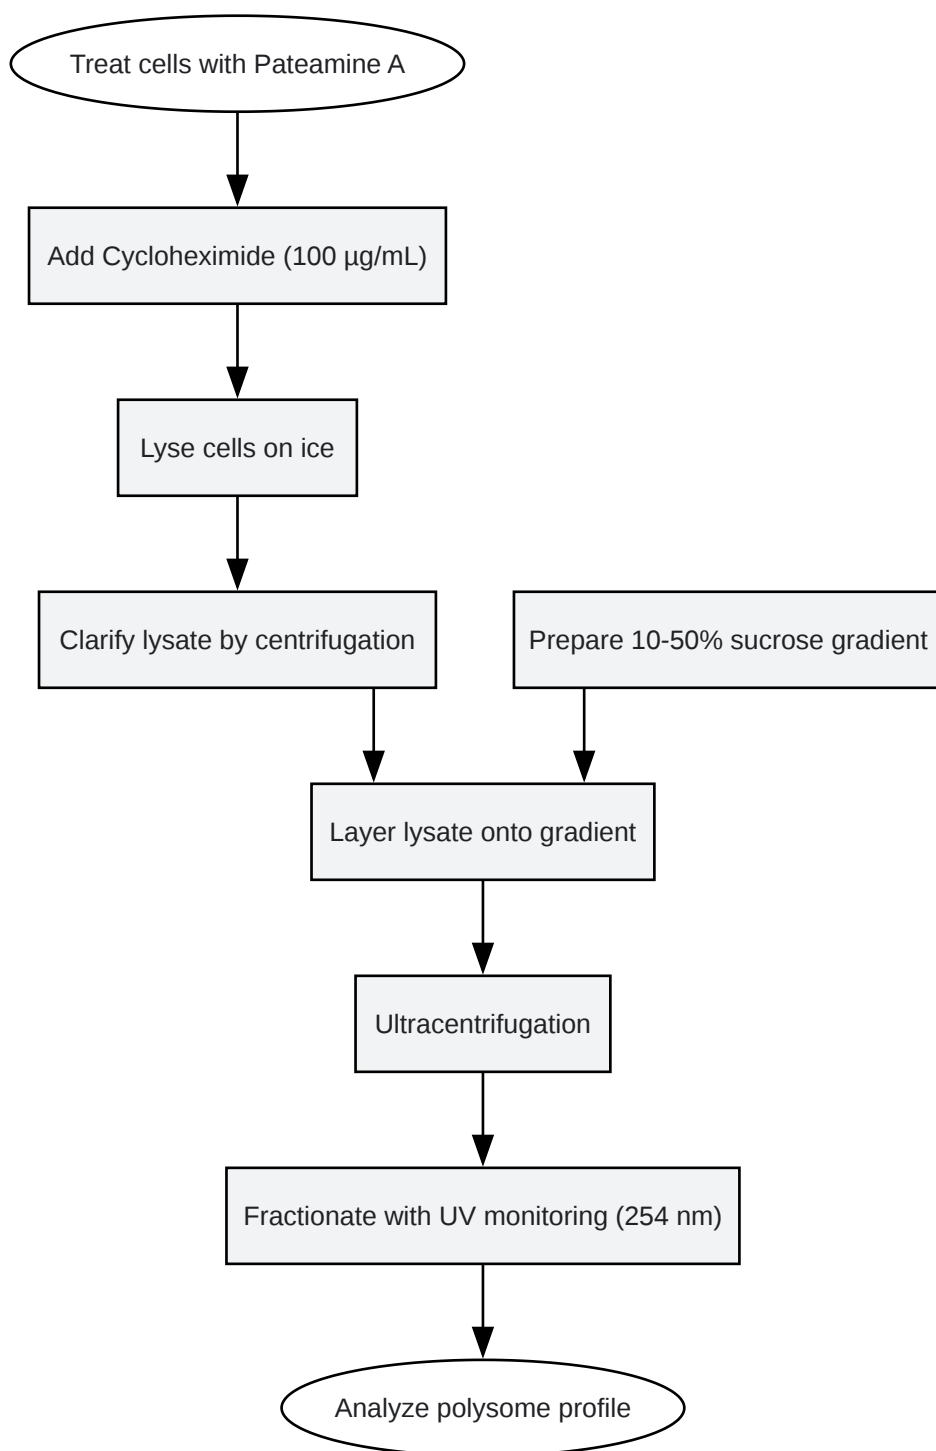 Treat cells with Pateamine A
Add Cycloheximide (100 µg/mL)
Lyse cells on ice
Clarify lysate by centrifugation
Prepare 10-50% sucrose gradient
Layer lysate onto gradient
Ultracentrifugation
Fractionate with UV monitoring (254 nm)
Analyze polysome profile